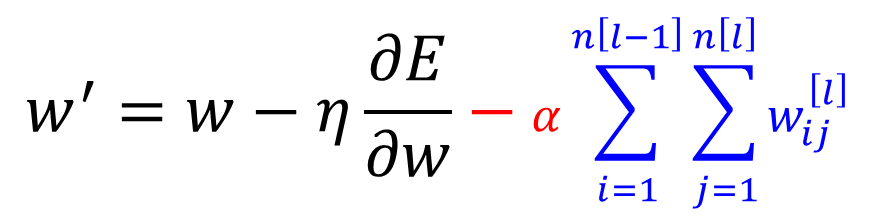 w′ = w − η ∂E/∂w − α ∑_{i=1}^{n[l−1]} ∑_{j=1}^{n[l]} w_{ij}^{[l]}